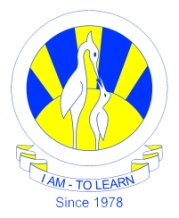 I AM - TO LEARN
Since 1978